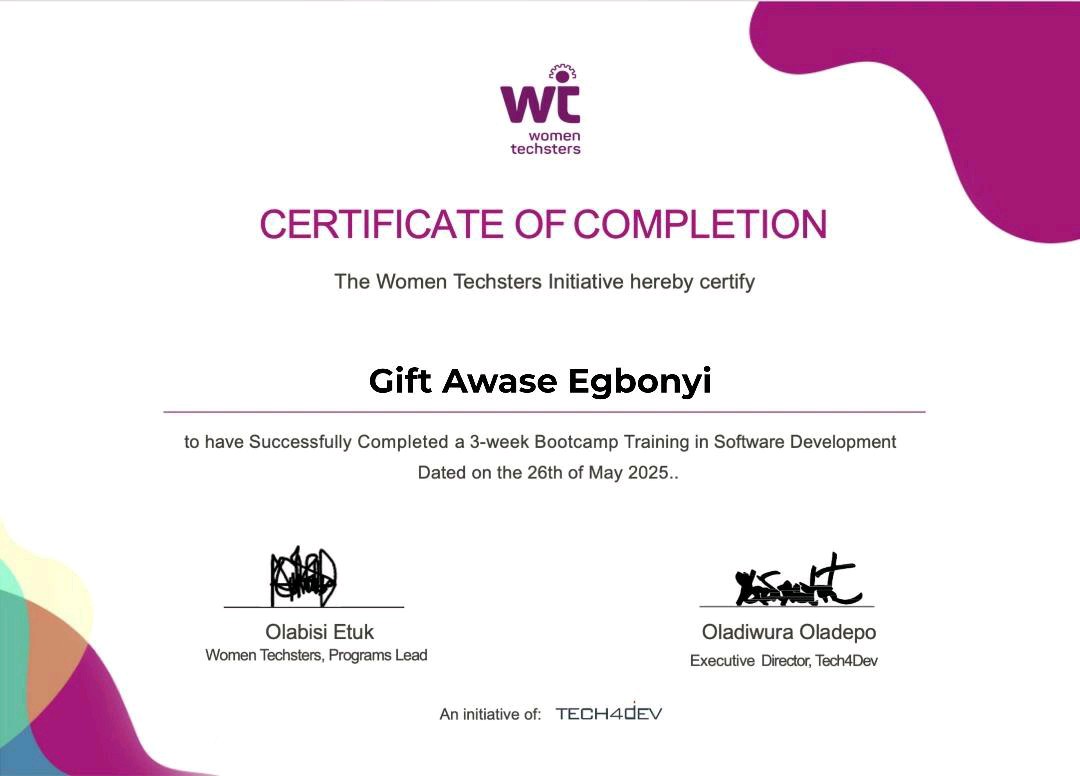 wt
women
techsters
CERTIFICATE OF COMPLETION
The Women Techsters Initiative hereby certify
Gift Awase Egbonyi
to have Successfully Completed a 3-week Bootcamp Training in Software Development
Dated on the 26th of May 2025..
Olabisi Etuk
Women Techsters, Programs Lead
Oladiwura Oladepo
Executive Director, Tech4Dev
An initiative of: TECH4DEV